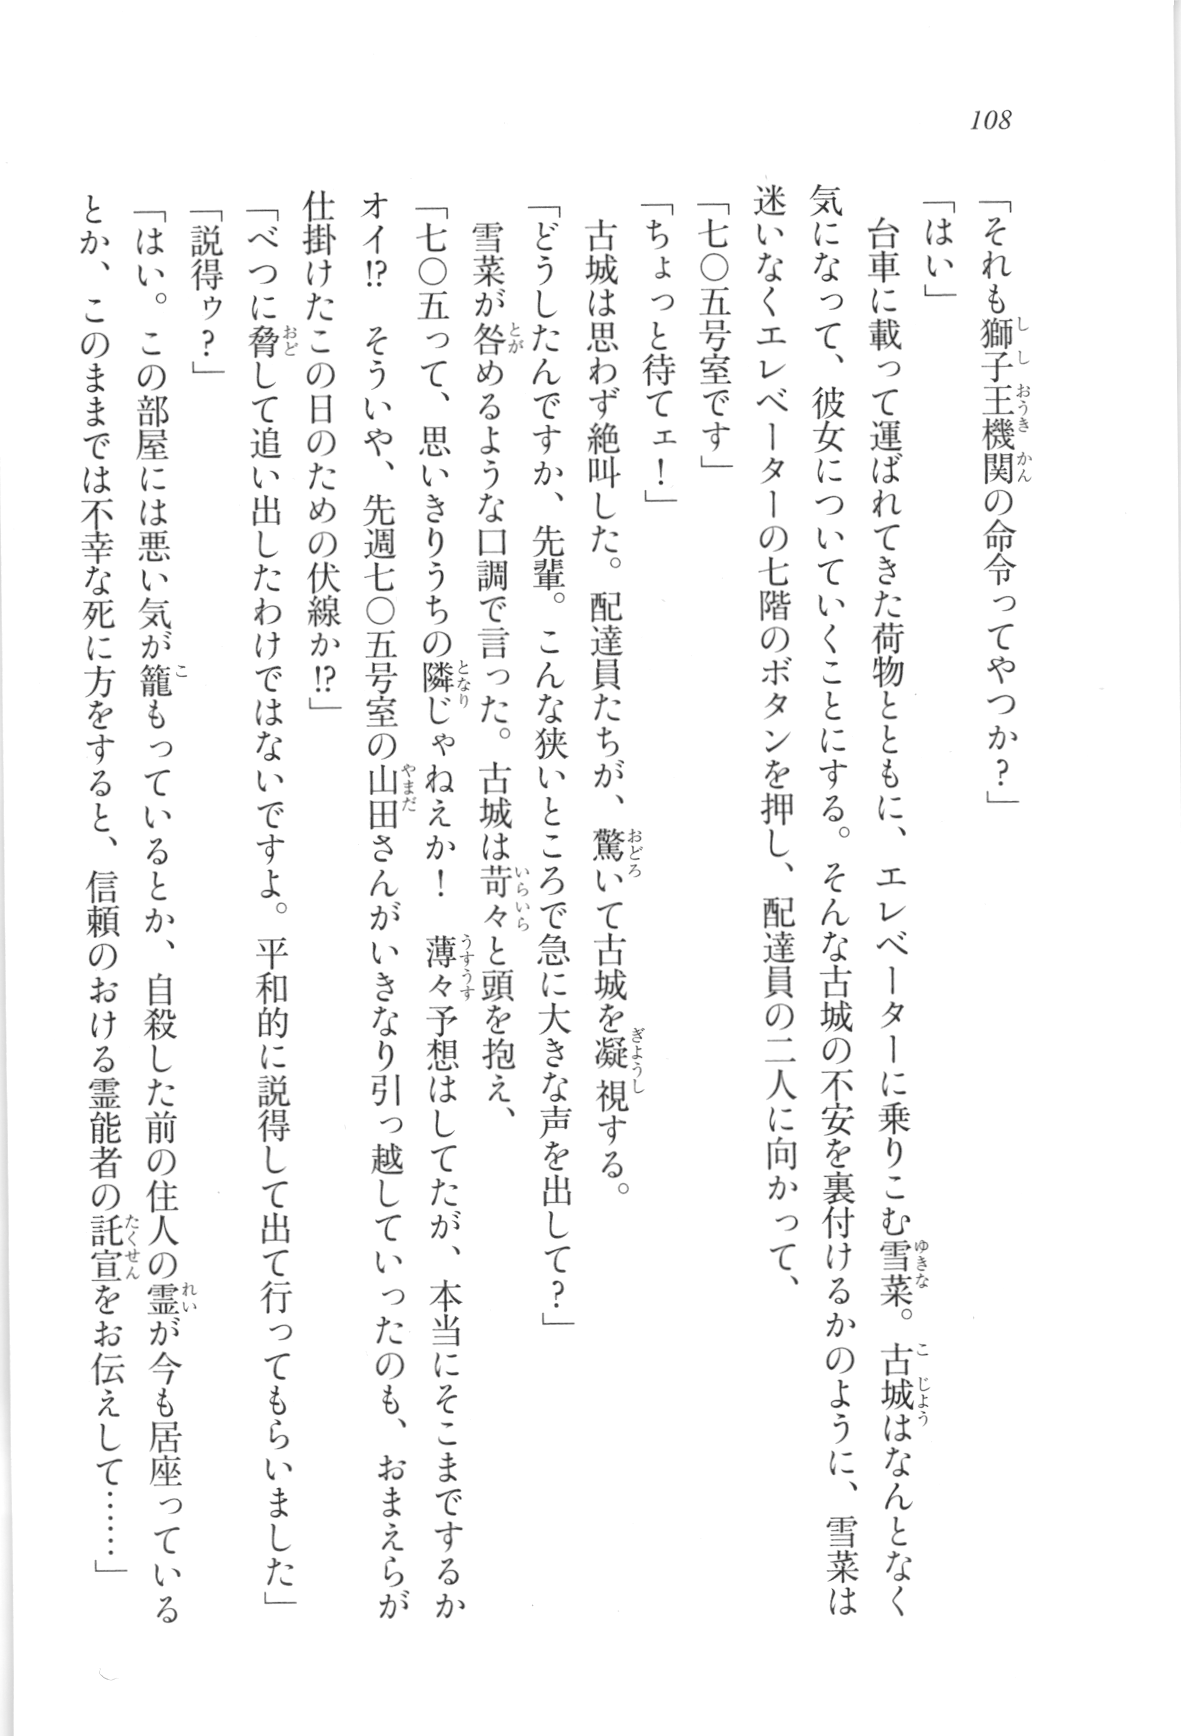 108
「それも獅子王機関の命令ってやつか？」
「はい」
　台車に載って運ばれてきた荷物とともに、エレベーターに乗りこむ雪菜。古城はなんとなく
気になって、彼女についていくことにする。そんな古城の不安を裏付けるかのように、雪菜は
迷いなくエレベーターの七階のボタンを押し、配達員の二人に向かって、
「七〇五号室です」
「ちょっと待てェ！」
　古城は思わず絶叫した。配達員たちが、驚いて古城を凝視する。
「どうしたんですか、先輩。こんな狭いところで急に大きな声を出して？」
　雪菜が咎めるような口調で言った。古城は苛々と頭を抱え、
「七〇五って、思いきりうちの隣じゃねえか！　薄々予想はしてたが、本当にそこまでするか
オイ!?　そういや、先週七〇五号室の山田さんがいきなり引っ越していったのも、おまえらが
仕掛けたこの日のための伏線か!?」
「べつに脅して追い出したわけではないですよ。平和的に説得して出て行ってもらいました」
「説得ゥ？」
「はい。この部屋には悪い気が籠もっているとか、自殺した前の住人の霊が今も居座っている
とか、このままでは不幸な死に方をすると、信頼のおける霊能者の託宣をお伝えして……」